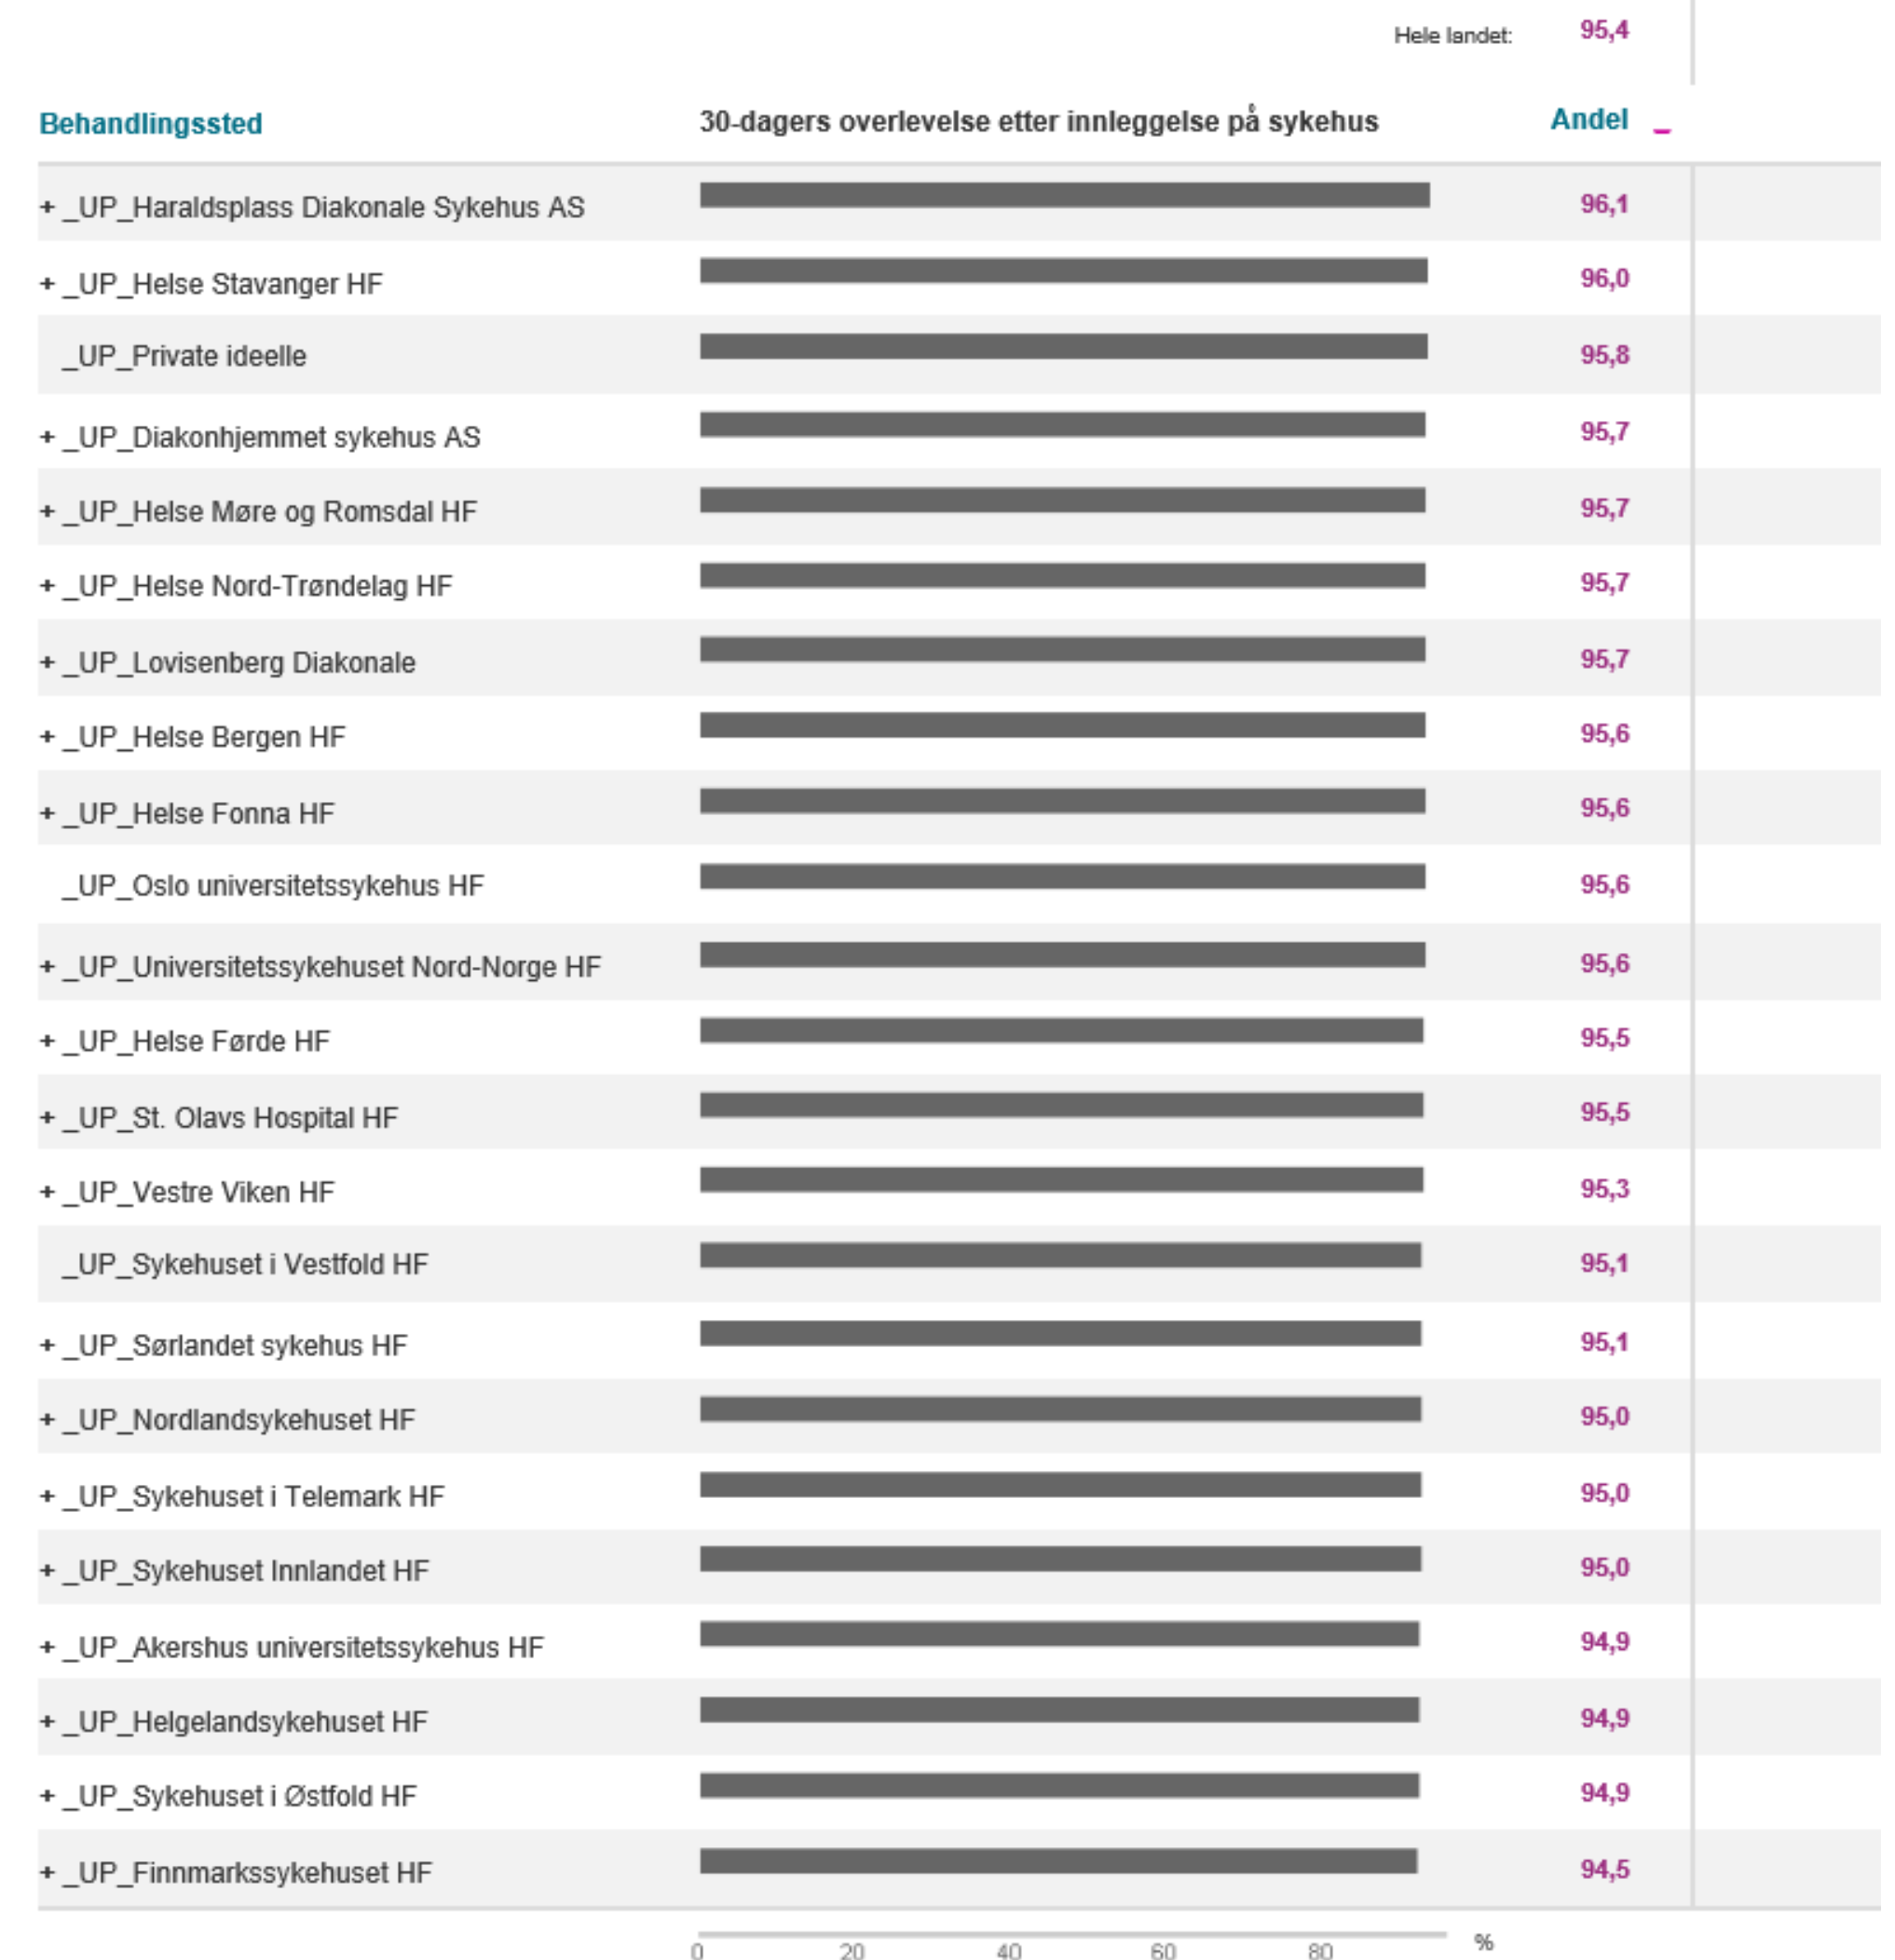 Hele landet: 95,4
Behandlingssted 30-dagers overlevelse etter innleggelse på sykehus Andel
+ _UP_Haraldsplass Diakonale Sykehus AS 96,1
+ _UP_Helse Stavanger HF 96,0
_UP_Private ideelle 95,8
+ _UP_Diakonhjemmet sykehus AS 95,7
+ _UP_Helse Møre og Romsdal HF 95,7
+ _UP_Helse Nord-Trøndelag HF 95,7
+ _UP_Lovisenberg Diakonale 95,7
+ _UP_Helse Bergen HF 95,6
+ _UP_Helse Fonna HF 95,6
_UP_Oslo universitetssykehus HF 95,6
+ _UP_Universitetssykehuset Nord-Norge HF 95,6
+ _UP_Helse Førde HF 95,5
+ _UP_St. Olavs Hospital HF 95,5
+ _UP_Vestre Viken HF 95,3
_UP_Sykehuset i Vestfold HF 95,1
+ _UP_Sørlandet sykehus HF 95,1
+ _UP_Nordlandsykehuset HF 95,0
+ _UP_Sykehuset i Telemark HF 95,0
+ _UP_Sykehuset Innlandet HF 95,0
+ _UP_Akershus universitetssykehus HF 94,9
+ _UP_Helgelandsykehuset HF 94,9
+ _UP_Sykehuset i Østfold HF 94,9
+ _UP_Finnmarkssykehuset HF 94,5
0 20 40 60 80 %